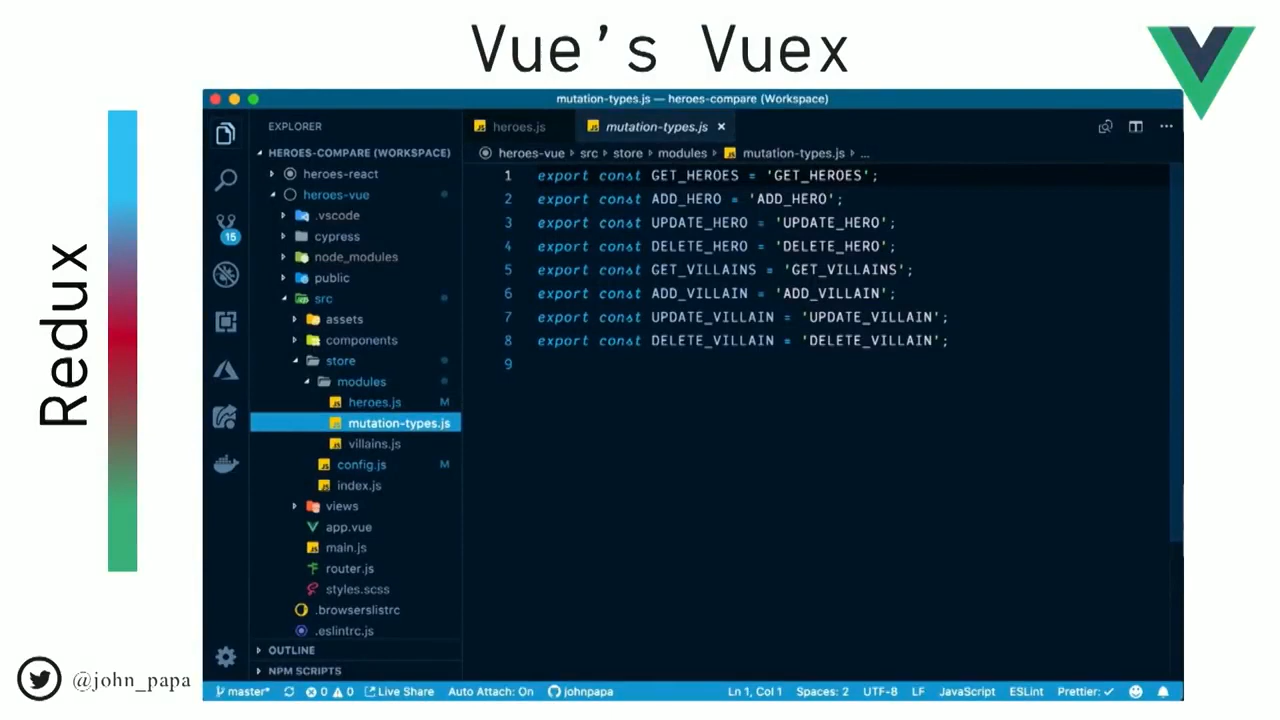 Vue's Vuex
Redux
@john_papa
mutation-types.js — heroes-compare (Workspace)
EXPLORER
HEROES-COMPARE (WORKSPACE)
heroes-react
heroes-vue
.vscode
cypress
node_modules
public
src
assets
components
store
modules
heroes.js M
mutation-types.js
villains.js
config.js M
index.js
views
app.vue
main.js
router.js
styles.scss
.browserslistrc
.eslintrc.js
OUTLINE
NPM SCRIPTS
15
heroes.js mutation-types.js ×
heroes-vue src store modules JS mutation-types.js ...
1 export const GET_HEROES = 'GET_HEROES';
2 export const ADD_HERO = 'ADD_HERO';
3 export const UPDATE_HERO = 'UPDATE_HERO';
4 export const DELETE_HERO = 'DELETE_HERO';
5 export const GET_VILLAINS = 'GET_VILLAINS';
6 export const ADD_VILLAIN = 'ADD_VILLAIN';
7 export const UPDATE_VILLAIN = 'UPDATE_VILLAIN';
8 export const DELETE_VILLAIN = 'DELETE_VILLAIN';
9
master* 0 0 Live Share Auto Attach: On johnpapa Ln 1, Col 1 Spaces: 2 UTF-8 LF JavaScript ESLint Prettier: ✓